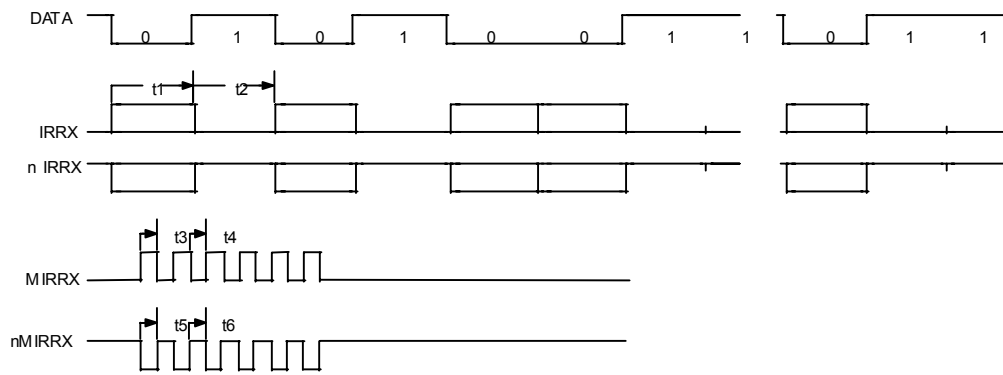 DATA
0 1 0 1 0 0 1 1 0 1 1
t1 t2
IRRX
n IRRX
t3 t4
MIRRX
t5 t6
nMIRRX